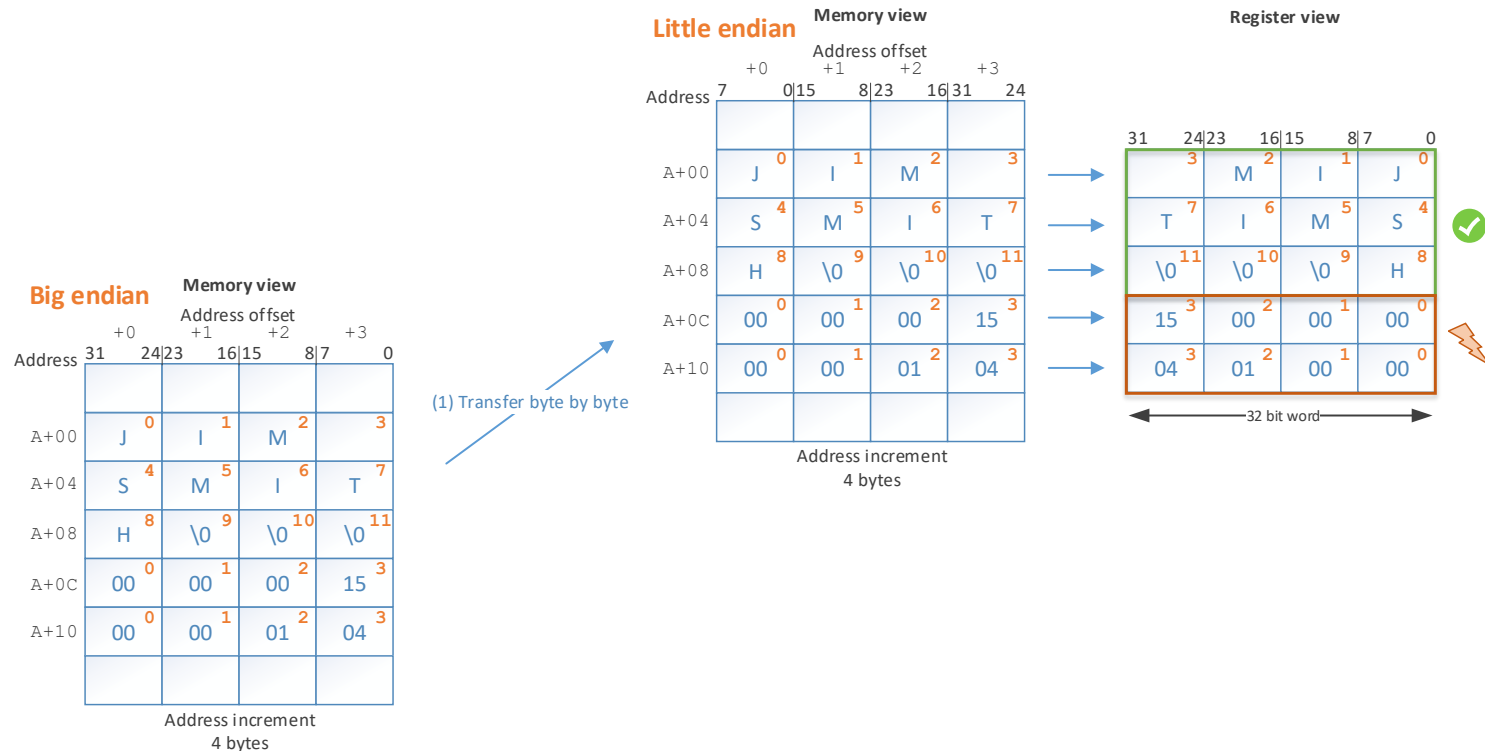 Little endian
Memory view
Address offset
+0 +1 +2 +3
Address 7 0 15 8 23 16 31 24
A+00 J 0 I 1 M 2 3
A+04 S 4 M 5 I 6 T 7
A+08 H 8 \0 9 \0 10 \0 11
A+0C 00 0 00 1 00 2 15 3
A+10 00 0 00 1 01 2 04 3
Address increment
4 bytes
Register view
31 24 23 16 15 8 7 0
3 M 2 I 1 J 0
T 7 I 6 M 5 S 4
\0 11 \0 10 \0 9 H 8
15 3 00 2 00 1 00 0
04 3 01 2 00 1 00 0
32 bit word
Big endian
Memory view
Address offset
+0 +1 +2 +3
Address 31 24 23 16 15 8 7 0
A+00 J 0 I 1 M 2 3
A+04 S 4 M 5 I 6 T 7
A+08 H 8 \0 9 \0 10 \0 11
A+0C 00 0 00 1 00 2 15 3
A+10 00 0 00 1 01 2 04 3
Address increment
4 bytes
(1) Transfer byte by byte